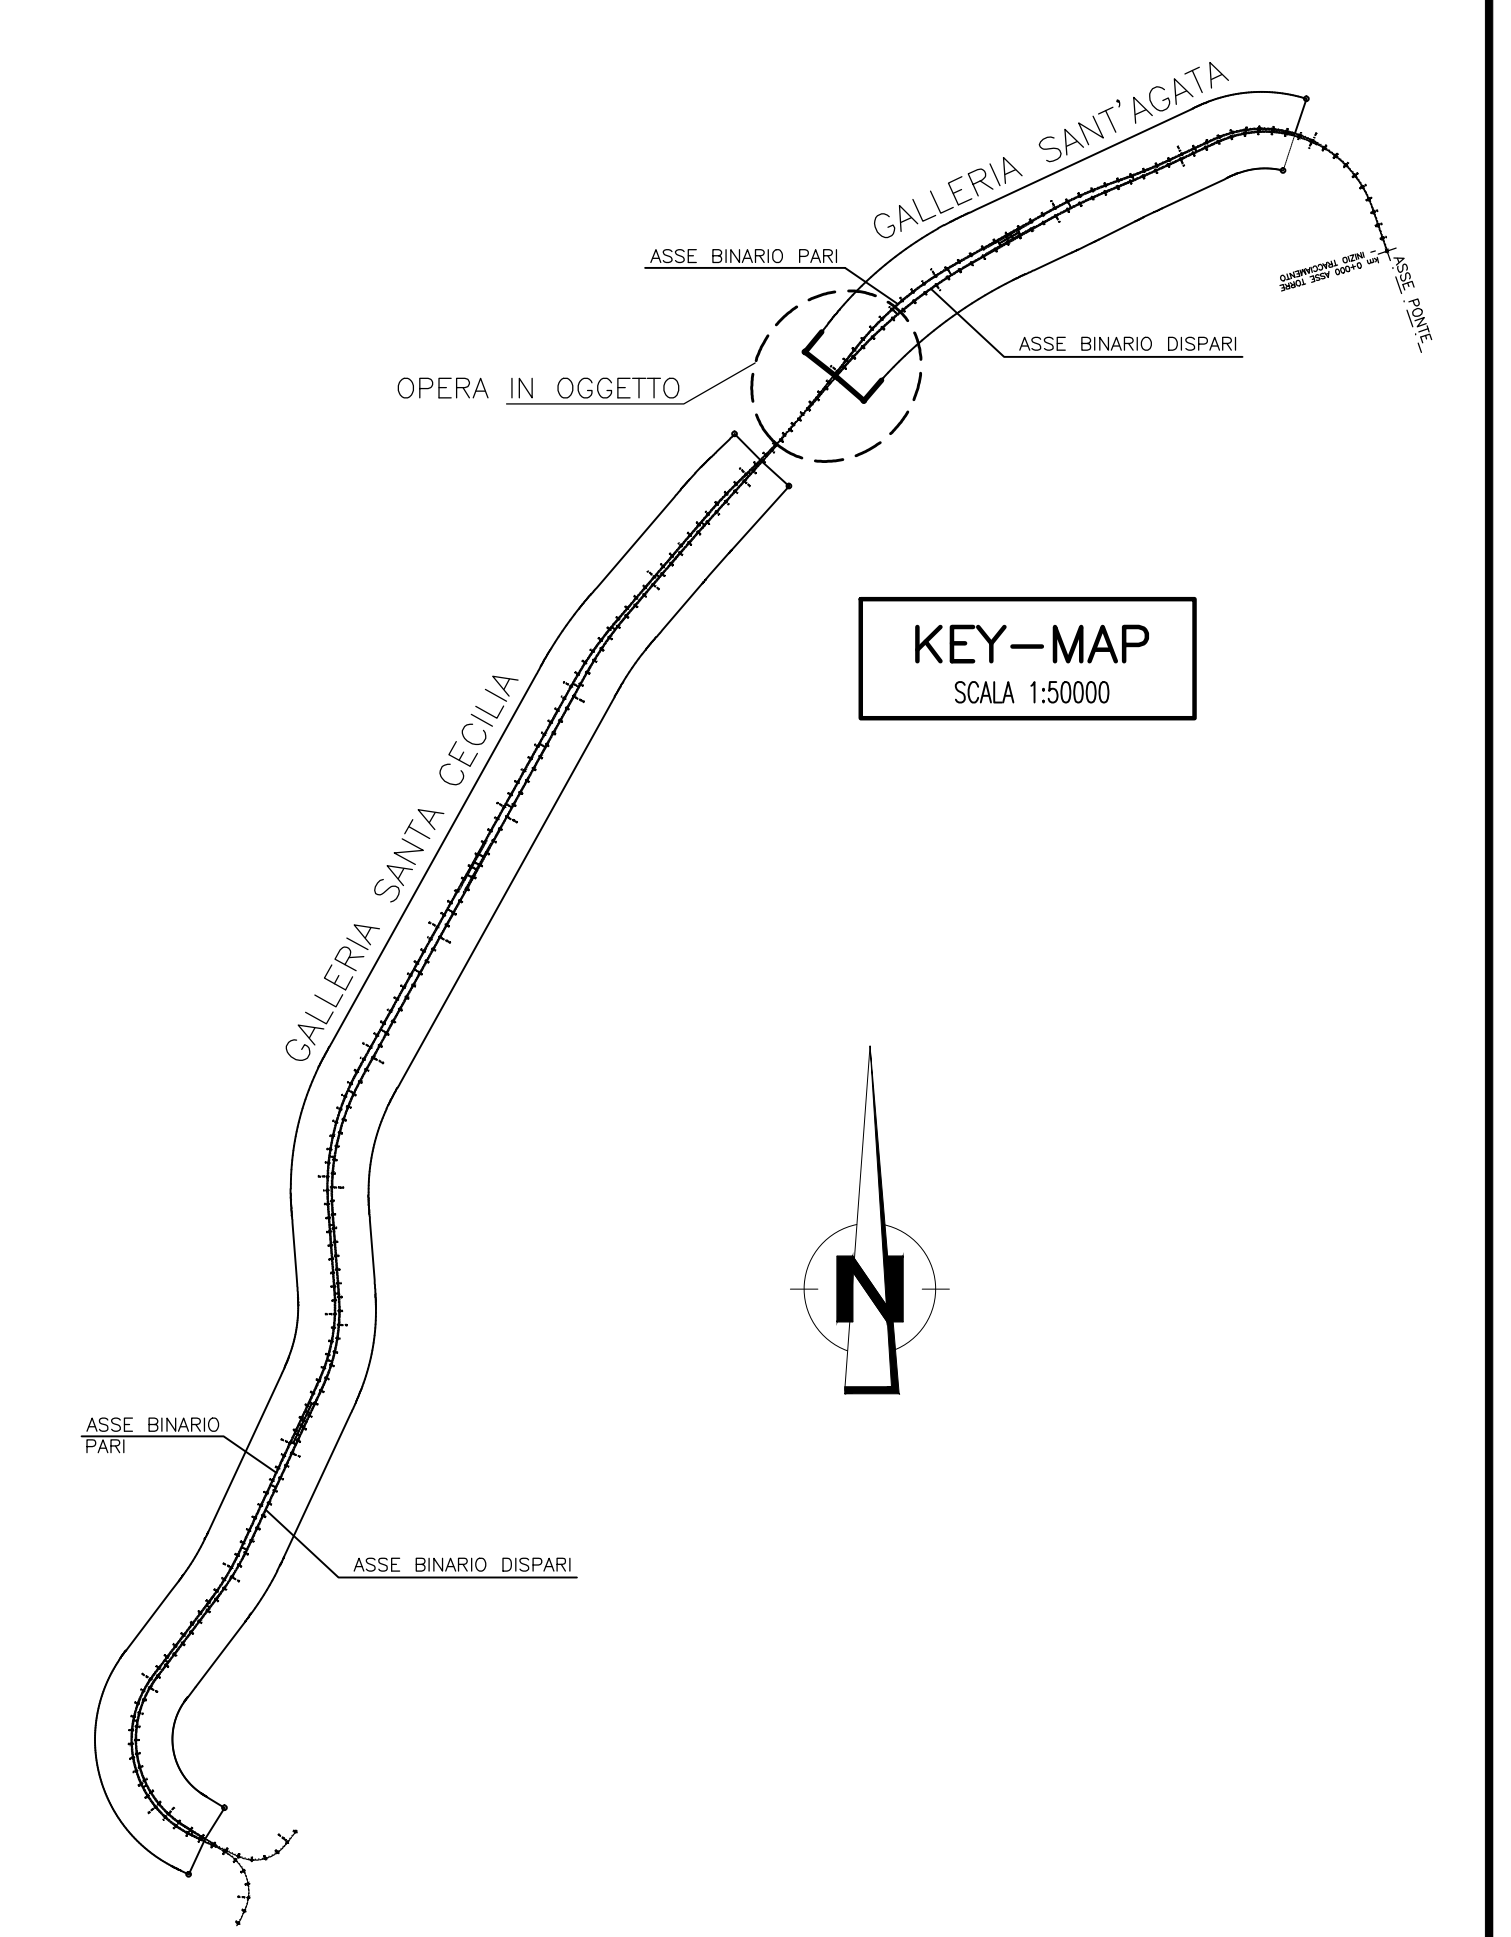 GALLERIA SANT'AGATA
ASSE BINARIO PARI
km 0+000 ASSE TORRE
INIZIO TRACCIAMENTO
ASSE PONTE
ASSE BINARIO DISPARI
OPERA IN OGGETTO
KEY-MAP
SCALA 1:50000
GALLERIA SANTA CECILIA
N
ASSE BINARIO
PARI
ASSE BINARIO DISPARI